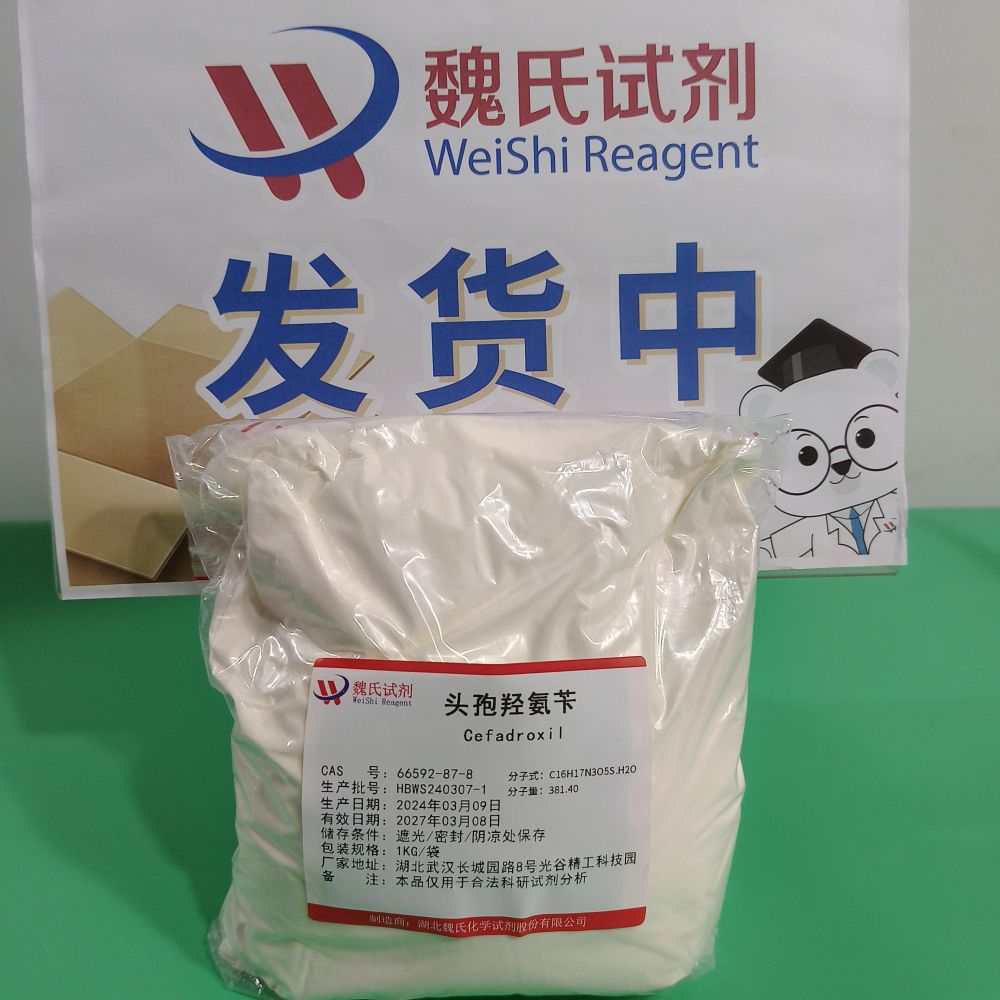 魏氏试剂
WeiShi Reagent
发货中
魏氏试剂
WeiShi Reagent
头孢羟氨苄
Cefadroxil
CAS 号: 66592-87-8 分子式: C16H17N3O5S.H2O
生产批号: HBWS240307-1 分子量: 381.40
生产日期: 2024年03月09日
有效日期: 2027年03月08日
储存条件: 遮光/密封/阴凉处保存
包装规格: 1KG/袋
厂家地址: 湖北武汉长城园路8号光谷精工科技园
备 注: 本品仅用于合法科研试剂分析
制造商: 湖北魏氏化学试剂股份有限公司